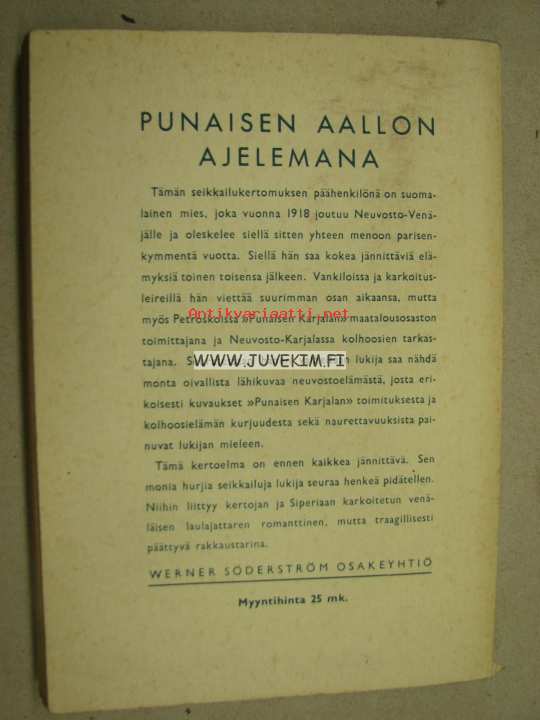 PUNAISEN AALLON
AJELEMANA
Tämän seikkailukertomuksen päähenkilönä on suoma-
lainen mies, joka vuonna 1918 joutuu Neuvosto-Venä-
jälle ja oleskelee siellä sitten yhteen menoon parisen-
kymmentä vuotta. Siellä hän saa kokea jännittäviä elä-
myksiä toinen toisensa jälkeen. Vankiloissa ja karkoitus-
leireillä hän viettää suurimman osan aikaansa, mutta
myös Petroskoissa »Punaisen Karjalan» maatalousosaston
Antikvariaatti.net
toimittajana ja Neuvosto-Karjalassa kolhoosien tarkas-
tajana. lukija saa nähdä
WWW.JUVEKIM.FI
monta oivallista lähikuvaa neuvostoelämästä, josta eri-
koisesti kuvaukset »Punaisen Karjalan» toimituksesta ja
kolhoosielämän kurjuudesta sekä naurettavuuksista pai-
nuvat lukijan mieleen.
Tämä kertoelma on ennen kaikkea jännittävä. Sen
monia hurjia seikkailuja lukija seuraa henkeä pidätellen.
Niihin liittyy kertojan ja Siperiaan karkoitetun venä-
läisen laulajattaren romanttinen, mutta traagillisesti
päättyvä rakkaustarina.
WERNER SÖDERSTRÖM OSAKEYHTIÖ
Myyntihinta 25 mk.